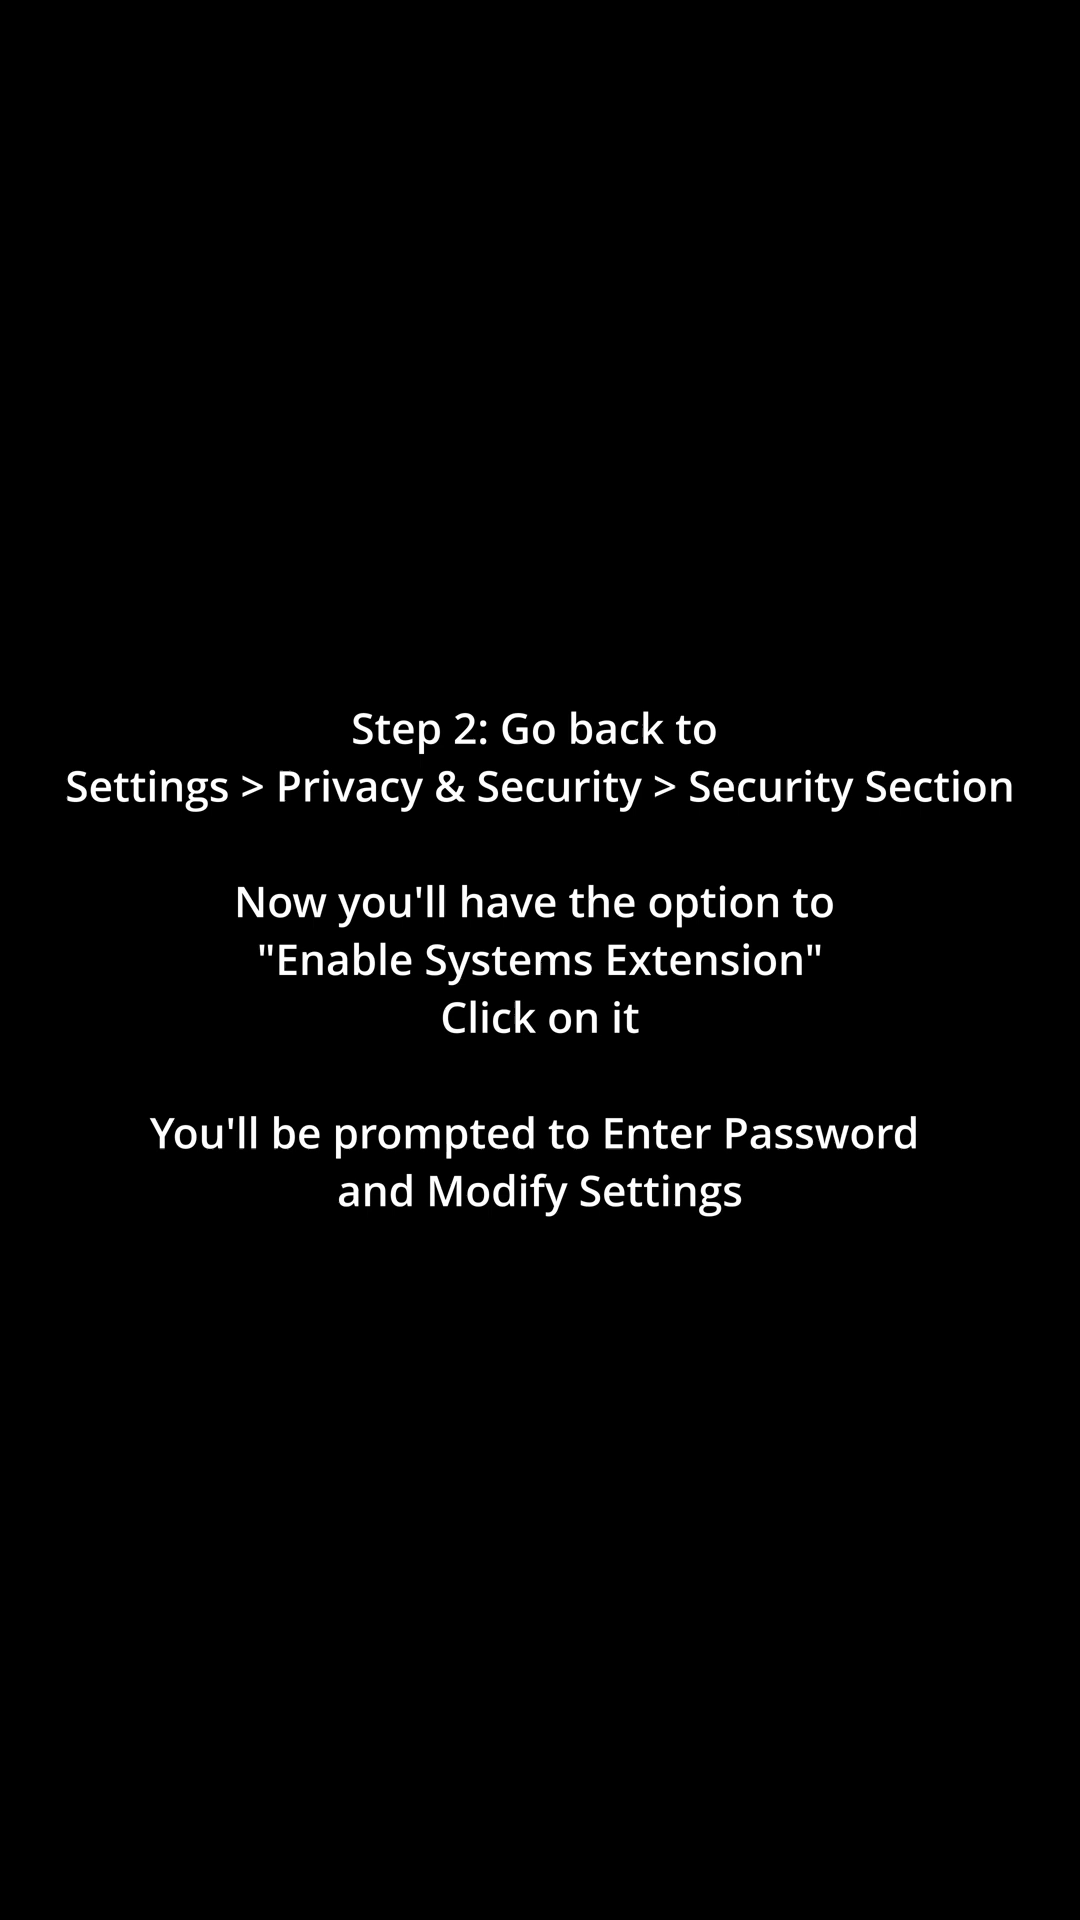 Step 2: Go back to
Settings > Privacy & Security > Security Section
Now you'll have the option to
"Enable Systems Extension"
Click on it
You'll be prompted to Enter Password
and Modify Settings